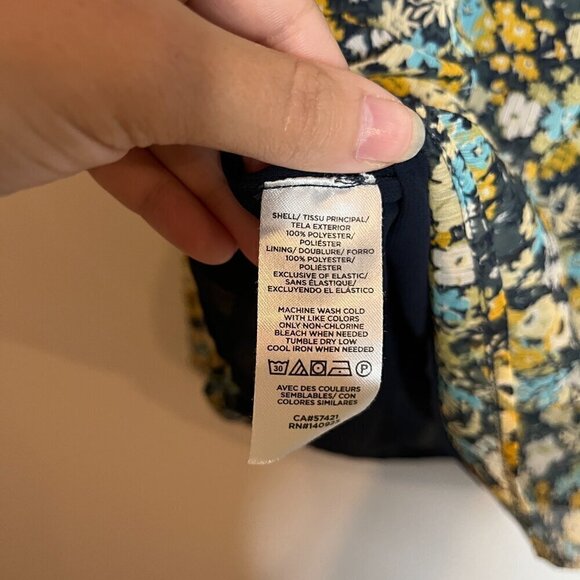 SHELL/ TISSU PRINCIPAL/
TELA EXTERIOR
100% POLYESTER/
POLIÉSTER
LINING/ DOUBLURE/ FORRO
100% POLYESTER/
POLIÉSTER
EXCLUSIVE OF ELASTIC/
SANS ÉLASTIQUE/
EXCLUYENDO EL ELÁSTICO
MACHINE WASH COLD
WITH LIKE COLORS
ONLY NON-CHLORINE
BLEACH WHEN NEEDED
TUMBLE DRY LOW
COOL IRON WHEN NEEDED
30 P
AVEC DES COULEURS
SEMBLABLES/ CON
COLORES SIMILARES
CA#57421